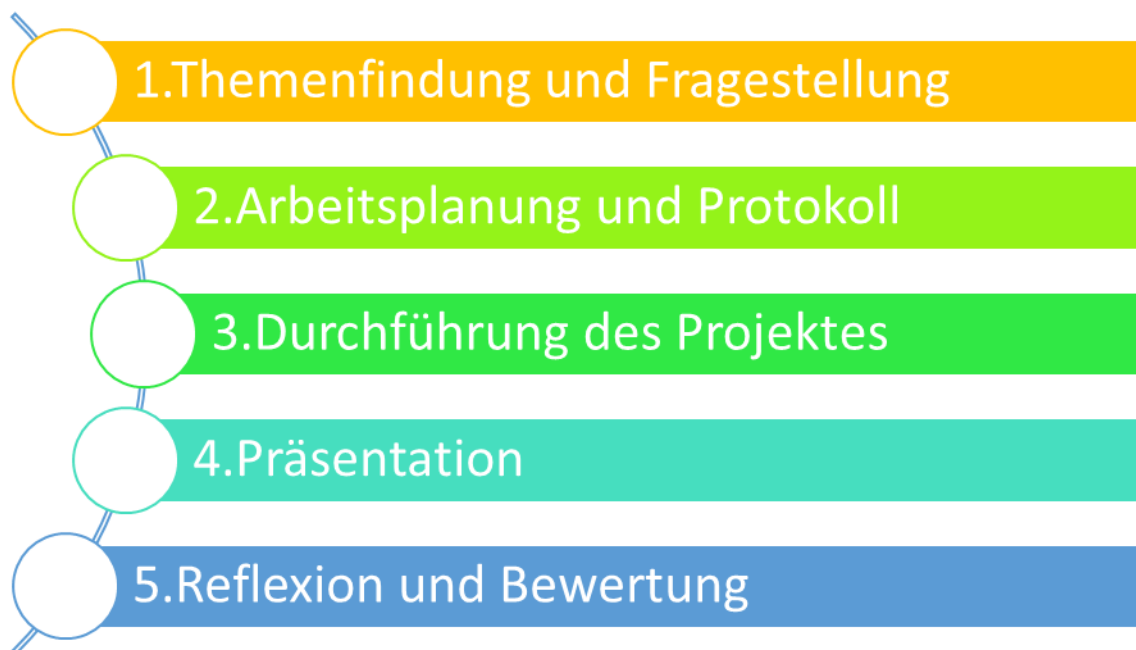 1.Themenfindung und Fragestellung
2.Arbeitsplanung und Protokoll
3.Durchführung des Projektes
4.Präsentation
5.Reflexion und Bewertung